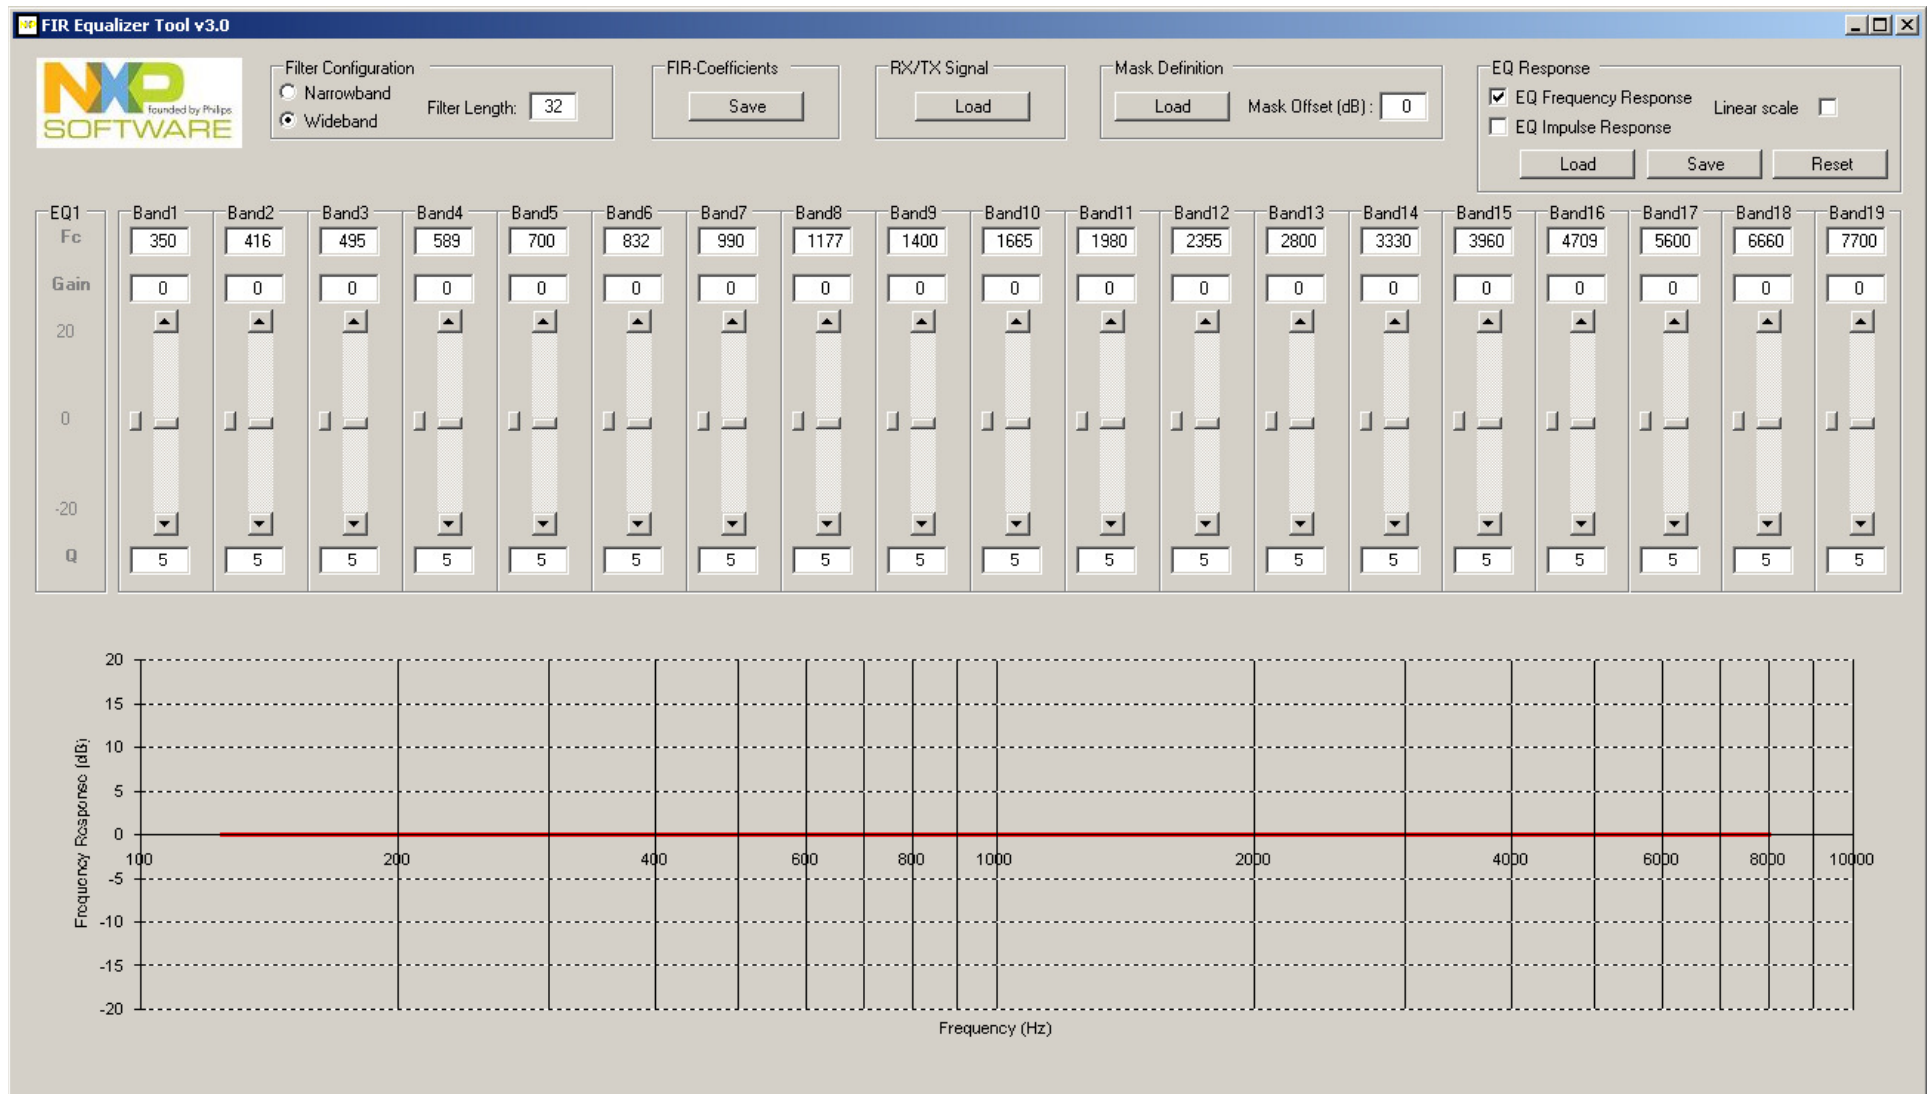 FIR Equalizer Tool v3.0
NXP
founded by Philips
SOFTWARE
Filter Configuration
Narrowband
Wideband
Filter Length: 32
FIR-Coefficients
Save
RX/TX Signal
Load
Mask Definition
Load
Mask Offset (dB) : 0
EQ Response
EQ Frequency Response
Linear scale
EQ Impulse Response
Load Save Reset
EQ1 Band1 Band2 Band3 Band4 Band5 Band6 Band7 Band8 Band9 Band10 Band11 Band12 Band13 Band14 Band15 Band16 Band17 Band18 Band19
Fc 350 416 495 589 700 832 990 1177 1400 1665 1980 2355 2800 3330 3960 4709 5600 6660 7700
Gain 0 0 0 0 0 0 0 0 0 0 0 0 0 0 0 0 0 0 0
20
0
-20
Q 5 5 5 5 5 5 5 5 5 5 5 5 5 5 5 5 5 5 5
Frequency Response (dB)
20
15
10
5
0
100 200 400 600 800 1000 2000 4000 6000 8000 10000
-5
-10
-15
-20
Frequency (Hz)